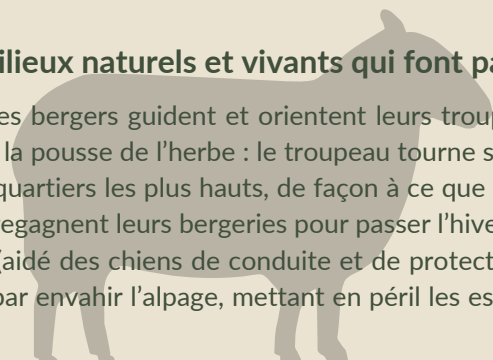 ilieux naturels et vivants qui font pa
es bergers guident et orientent leurs troup
la pousse de l’herbe : le troupeau tourne s
quartiers les plus hauts, de façon à ce que
regagnent leurs bergeries pour passer l’hive
(aidé des chiens de conduite et de protect
par envahir l’alpage, mettant en péril les es